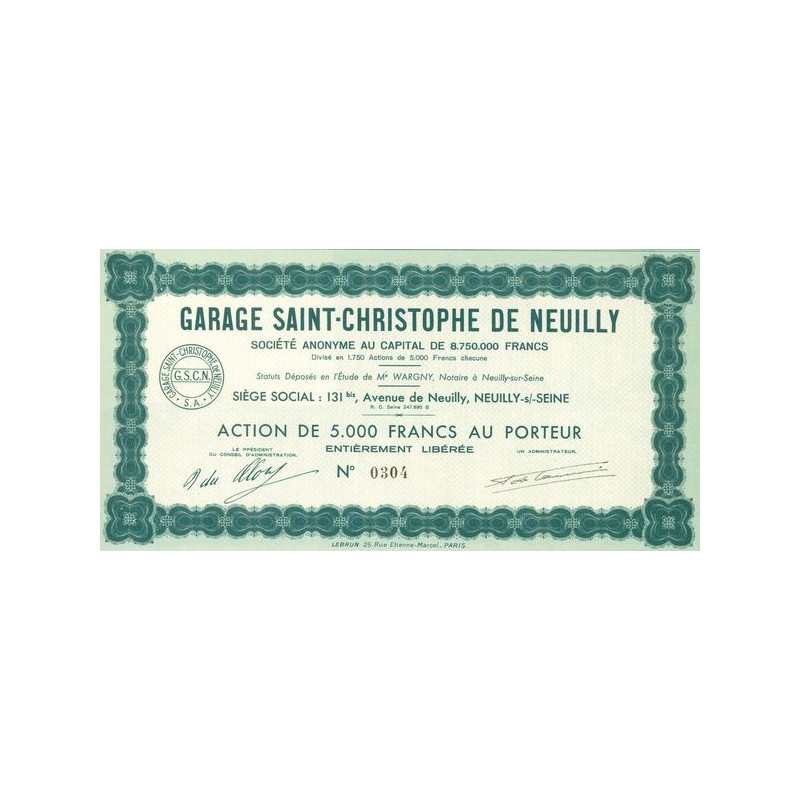 GARAGE SAINT-CHRISTOPHE DE NEUILLY
SOCIÉTÉ ANONYME AU CAPITAL DE 8.750.000 FRANCS
Divisé en 1.750 Actions de 5.000 Francs chacune
Statuts Déposés en l'Étude de Mᵉ WARGNY, Notaire à Neuilly-sur-Seine
GARAGE SAINT-CHRISTOPHE DE NEUILLY
G.S.C.N.
S.A.
SIÈGE SOCIAL : 131 bis, Avenue de Neuilly, NEUILLY-s/-SEINE
R. C. Seine 247.890 B
ACTION DE 5.000 FRANCS AU PORTEUR
ENTIÈREMENT LIBÉRÉE
LE PRÉSIDENT
DU CONSEIL D'ADMINISTRATION.
UN ADMINISTRATEUR.
N° 0304
LEBRUN 25 Rue Etienne-Marcel, PARIS